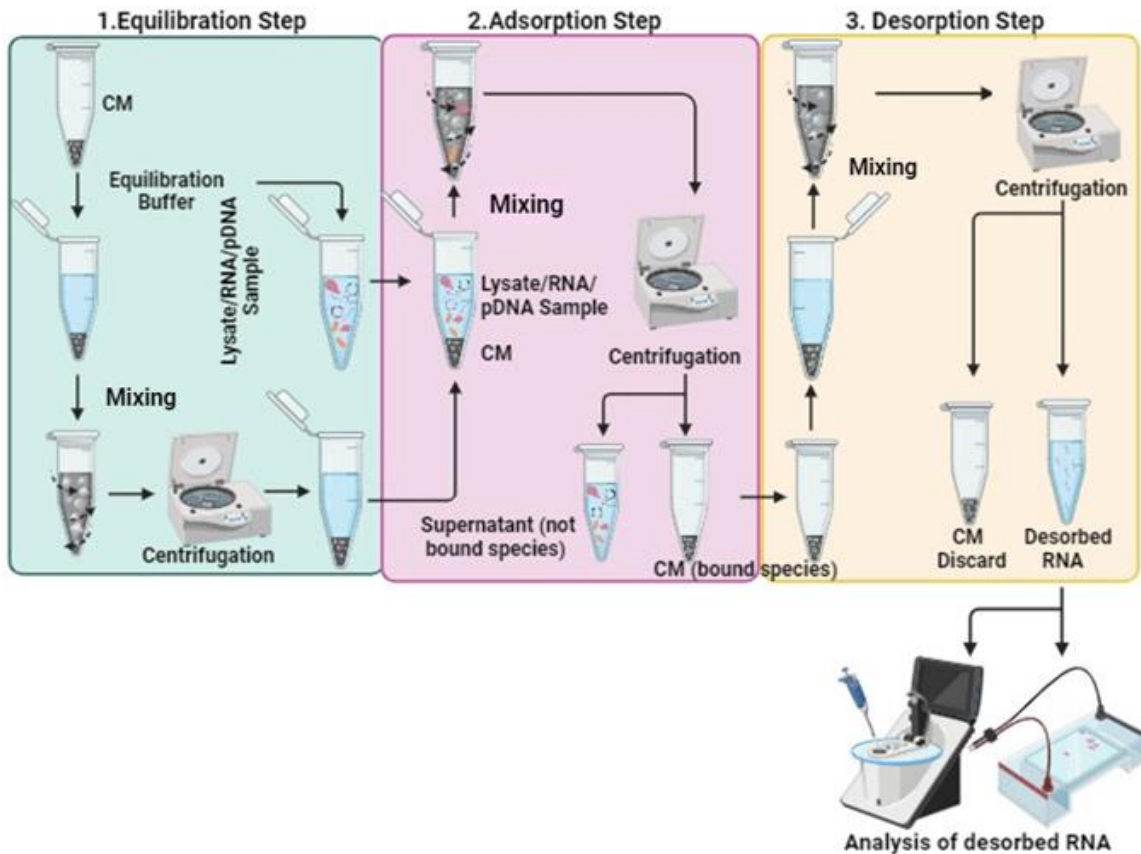 1.Equilibration Step
CM
Equilibration
Buffer
Lysate/RNA/pDNA
Sample
Mixing
Centrifugation
2.Adsorption Step
Mixing
Lysate/RNA/
pDNA Sample
CM
Centrifugation
Supernatant (not
bound species)
CM (bound species)
3. Desorption Step
Mixing
Centrifugation
CM
Discard
Desorbed
RNA
Analysis of desorbed RNA